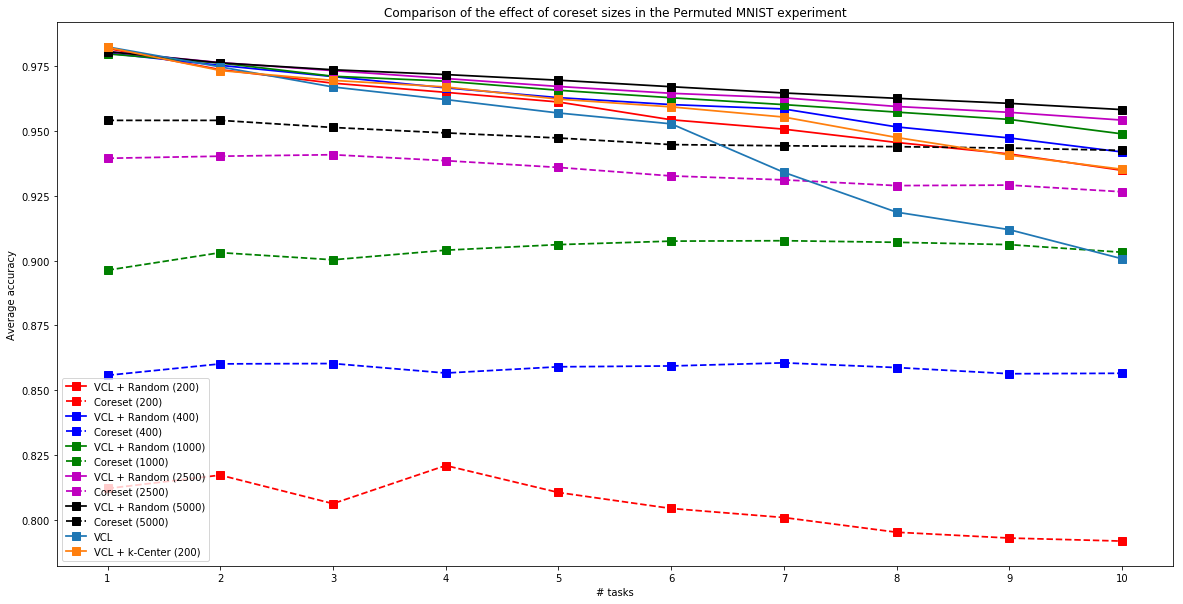 Comparison of the effect of coreset sizes in the Permuted MNIST experiment
0.975
0.950
0.925
0.900
0.875
0.850
0.825
0.800
Average accuracy
VCL + Random (200)
Coreset (200)
VCL + Random (400)
Coreset (400)
VCL + Random (1000)
Coreset (1000)
VCL + Random (2500)
Coreset (2500)
VCL + Random (5000)
Coreset (5000)
VCL
VCL + k-Center (200)
1 2 3 4 5 6 7 8 9 10
# tasks